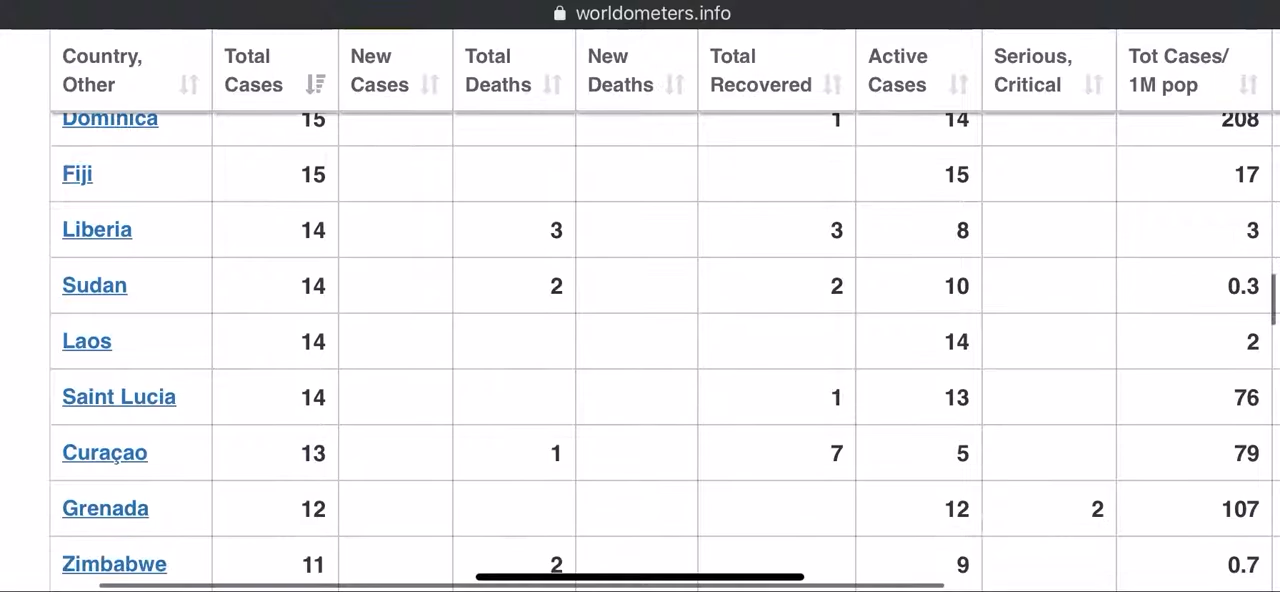 worldometers.info
Country, Other Total Cases New Cases Total Deaths New Deaths Total Recovered Active Cases Serious, Critical Tot Cases/ 1M pop
Dominica 15 1 14 208
Fiji 15 15 17
Liberia 14 3 3 8 3
Sudan 14 2 2 10 0.3
Laos 14 14 2
Saint Lucia 14 1 13 76
Curaçao 13 1 7 5 79
Grenada 12 12 2 107
Zimbabwe 11 2 9 0.7